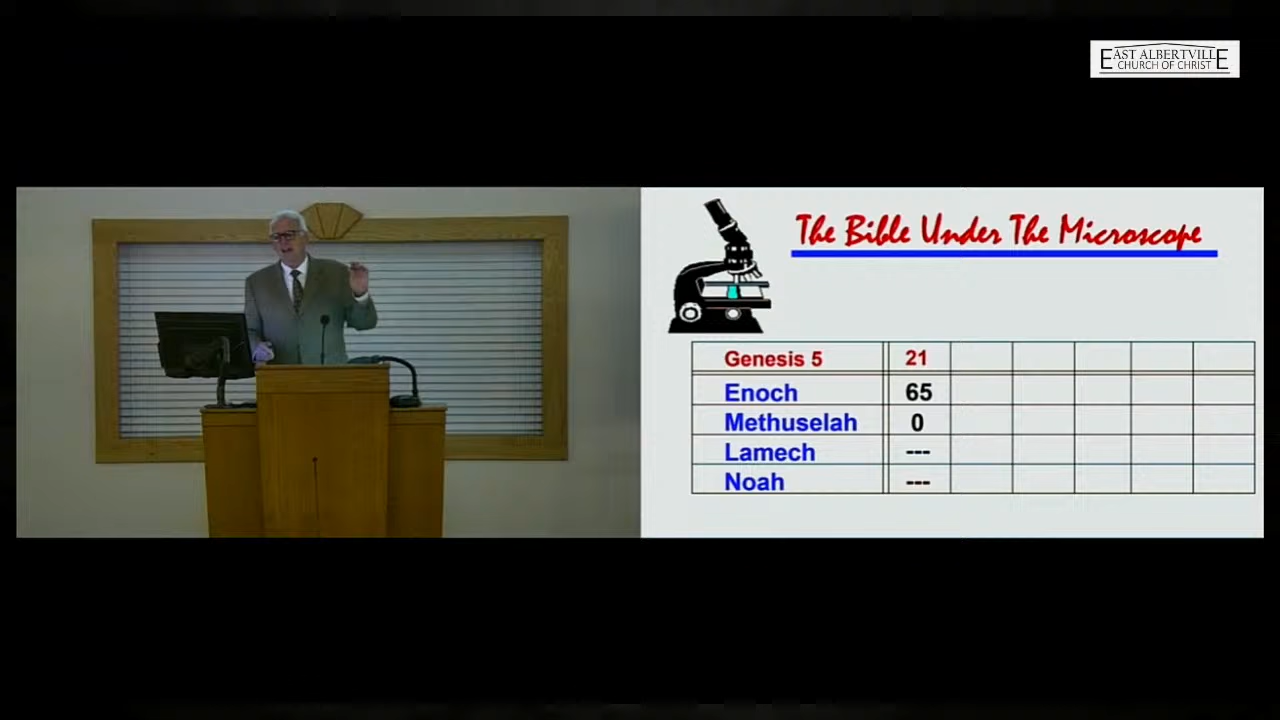 EAST ALBERTVILLE
CHURCH OF CHRIST
The Bible Under The Microscope
Genesis 5 21
Enoch 65
Methuselah 0
Lamech ---
Noah ---